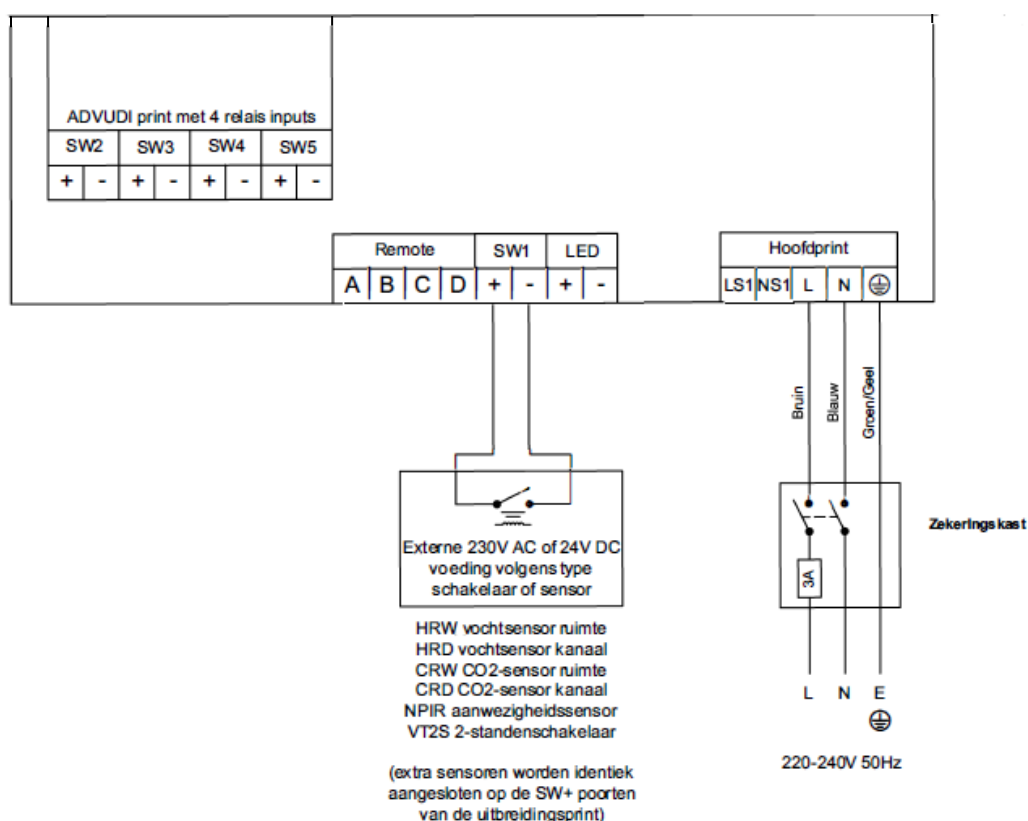 ADVUDI print met 4 relais inputs
SW2 SW3 SW4 SW5
+ - + - + - + -
Remote SW1 LED
A B C D + - + -
Hoofdprint
LS1 NS1 L N
Bruin
Blauw
Groen/Geel
Externe 230V AC of 24V DC
voeding volgens type
schakelaar of sensor
HRW vochtsensor ruimte
HRD vochtsensor kanaal
CRW CO2-sensor ruimte
CRD CO2-sensor kanaal
NPIR aanwezigheidssensor
VT2S 2-standenschakelaar
(extra sensoren worden identiek
aangesloten op de SW+ poorten
van de uitbreidingsprint)
Zekeringskast
3A
L N E
220-240V 50Hz